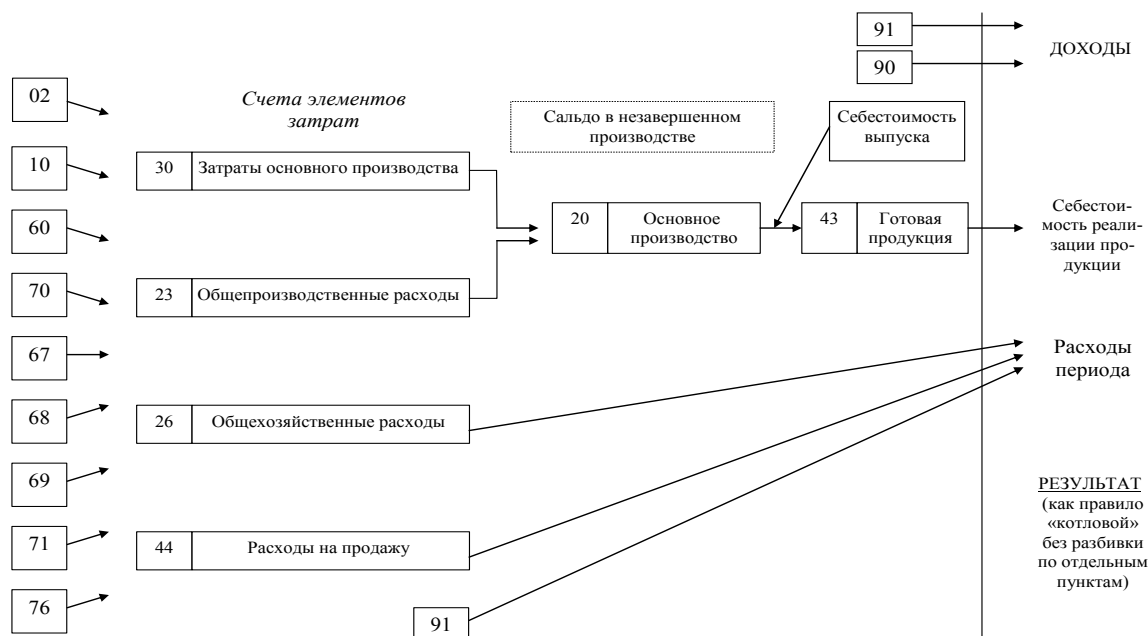 91
ДОХОДЫ
90
02
Счета элементов
затрат
Сальдо в незавершенном
производстве
Себестоимость
выпуска
10
30
Затраты основного производства
60
20
Основное
производство
43
Готовая
продукция
Себестои-
мость реали-
зации про-
дукции
70
23
Общепроизводственные расходы
67
Расходы
периода
68
26
Общехозяйственные расходы
69
РЕЗУЛЬТАТ
(как правило
«котловой»
без разбивки
по отдельным
пунктам)
71
44
Расходы на продажу
76
91